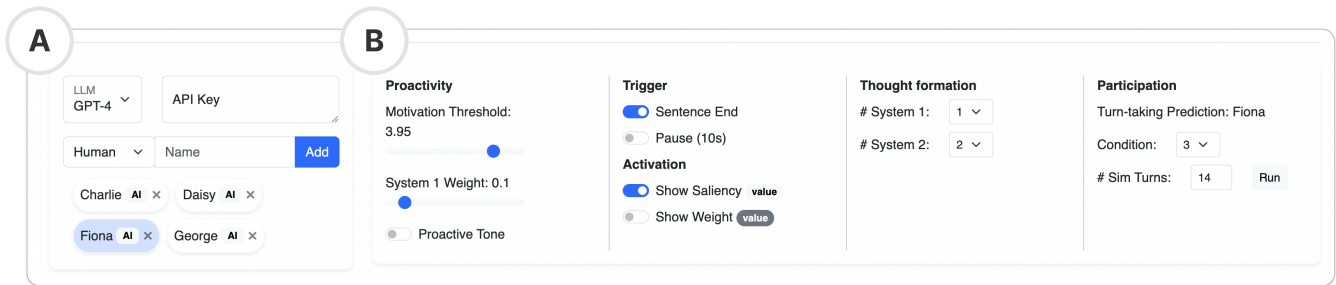 A
B
LLM
GPT-4
API Key
Human
Name
Add
Charlie AI ×
Daisy AI ×
Fiona AI ×
George AI ×
Proactivity
Motivation Threshold:
3.95
System 1 Weight: 0.1
Proactive Tone
Trigger
Sentence End
Pause (10s)
Activation
Show Saliency value
Show Weight value
Thought formation
# System 1: 1
# System 2: 2
Participation
Turn-taking Prediction: Fiona
Condition: 3
# Sim Turns: 14 Run